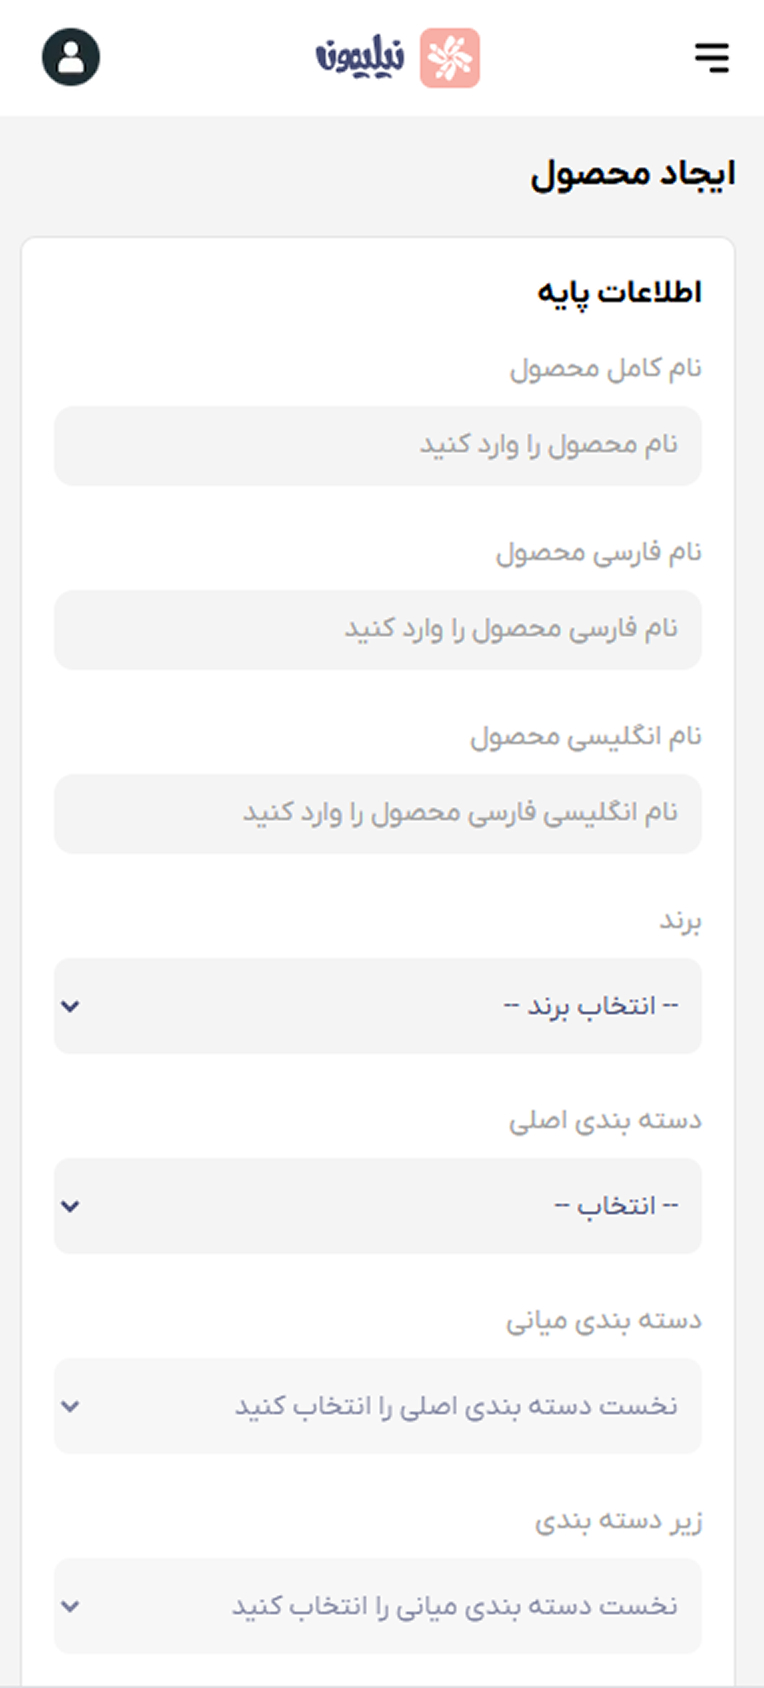 نیلیمونه
ایجاد محصول
اطلاعات پایه
نام کامل محصول
نام محصول را وارد کنید
نام فارسی محصول
نام فارسی محصول را وارد کنید
نام انگلیسی محصول
نام انگلیسی فارسی محصول را وارد کنید
برند
-- انتخاب برند --
دسته بندی اصلی
-- انتخاب --
دسته بندی میانی
نخست دسته بندی اصلی را انتخاب کنید
زیر دسته بندی
نخست دسته بندی میانی را انتخاب کنید